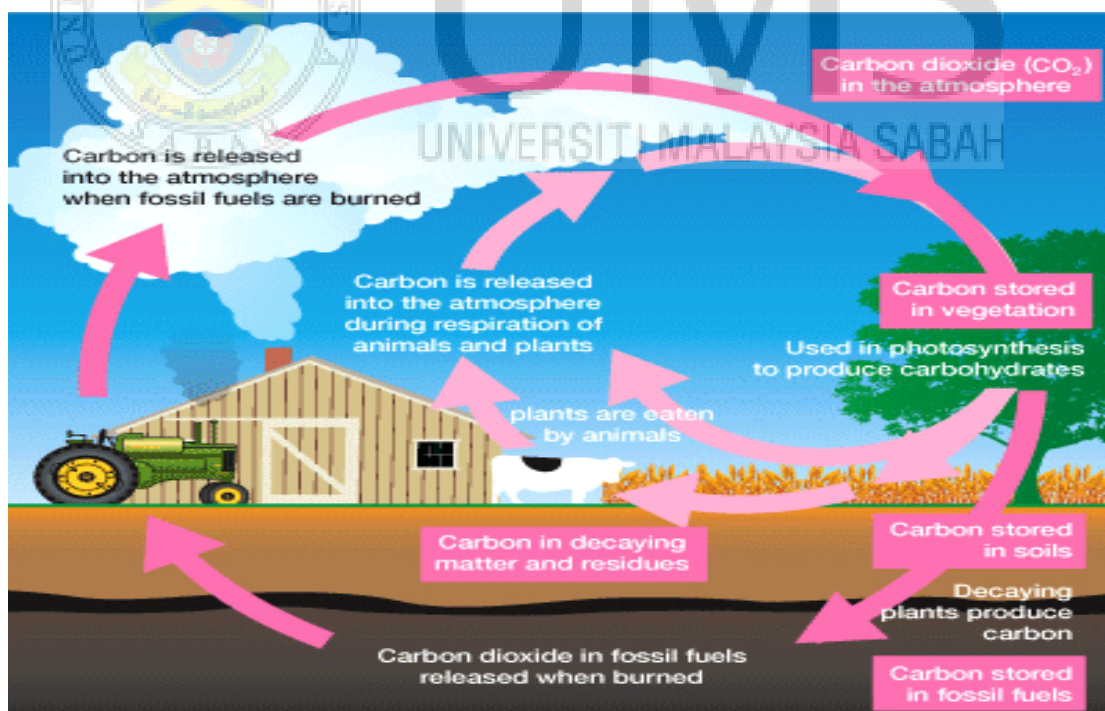 UMS
UNIVERSITI MALAYSIA SABAH
Carbon dioxide (CO₂)
in the atmosphere
Carbon is released
into the atmosphere
when fossil fuels are burned
Carbon is released
into the atmosphere
during respiration of
animals and plants
Carbon stored
in vegetation
Used in photosynthesis
to produce carbohydrates
plants are eaten
by animals
Carbon in decaying
matter and residues
Carbon stored
in soils
Decaying
plants produce
carbon
Carbon dioxide in fossil fuels
released when burned
Carbon stored
in fossil fuels